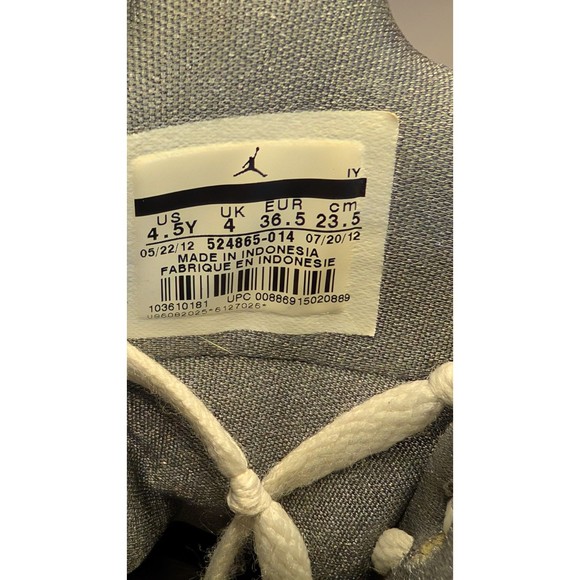 IY
US UK EUR cm
4.5Y 4 36.5 23.5
05/22/12 524865-014 07/20/12
MADE IN INDONESIA
FABRIQUE EN INDONESIE
103610181 UPC 00886915020889